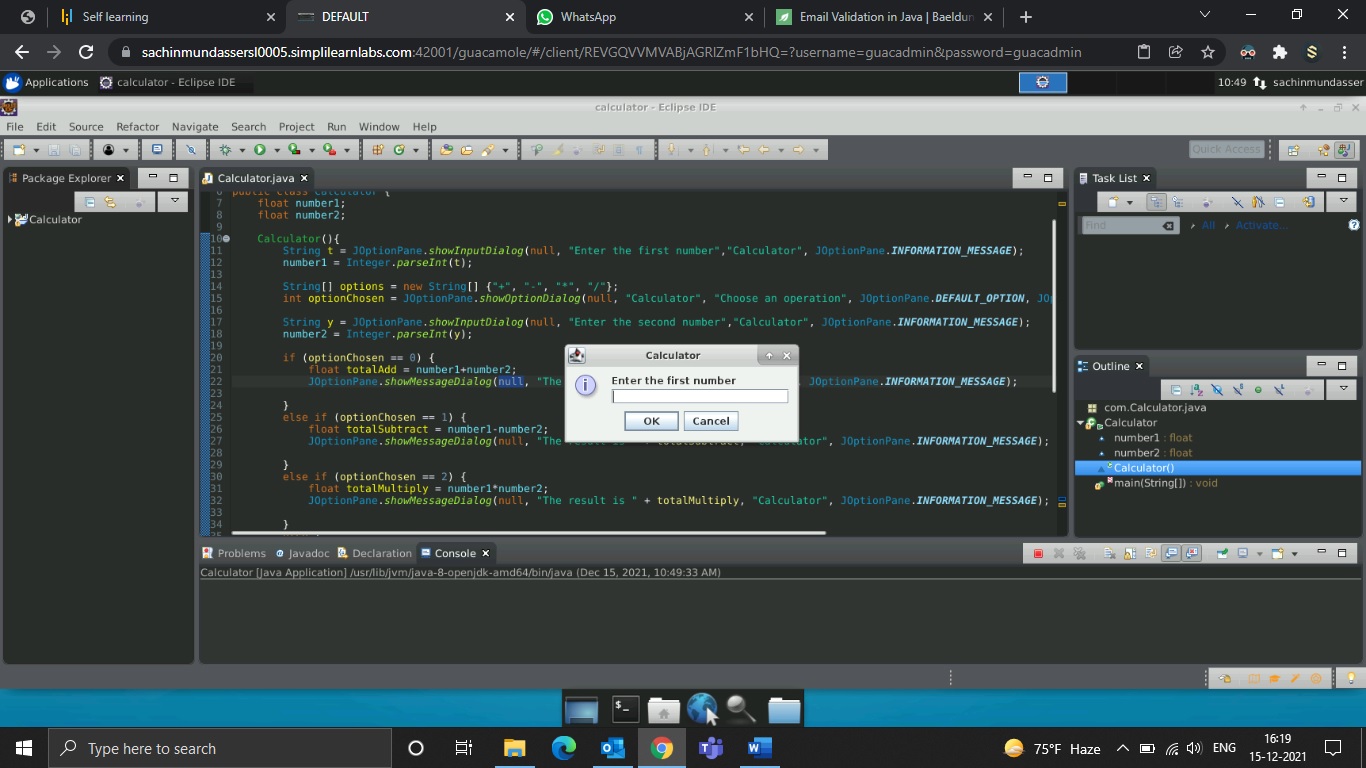 Self learning
DEFAULT
WhatsApp
Email Validation in Java | Baeldun
sachinmundassersl0005.simplilearnlabs.com:42001/guacamole/#/client/REVGQVVMVABjAGRlZmF1bHQ=?username=guacadmin&password=guacadmin
Applications calculator - Eclipse IDE 10:49 sachinmundasser
calculator - Eclipse IDE
File Edit Source Refactor Navigate Search Project Run Window Help
Quick Access
Package Explorer
Calculator
Calculator.java
6 public class Calculator {
7 float number1;
8 float number2;
9
10 Calculator(){
11 String t = JOptionPane.showInputDialog(null, "Enter the first number","Calculator", JOptionPane.INFORMATION_MESSAGE);
12 number1 = Integer.parseInt(t);
13
14 String[] options = new String[] {"+", "-", "*", "/"};
15 int optionChosen = JOptionPane.showOptionDialog(null, "Calculator", "Choose an operation", JOptionPane.DEFAULT_OPTION, JO
16
17 String y = JOptionPane.showInputDialog(null, "Enter the second number","Calculator", JOptionPane.INFORMATION_MESSAGE);
18 number2 = Integer.parseInt(y);
19
20 if (optionChosen == 0) {
21 float totalAdd = number1+number2;
22 JOptionPane.showMessageDialog(null, "The JOptionPane.INFORMATION_MESSAGE);
23
24 }
25 else if (optionChosen == 1) {
26 float totalSubtract = number1-number2;
27 JOptionPane.showMessageDialog(null, "The result is " + totalSubtract, "Calculator", JOptionPane.INFORMATION_MESSAGE);
28
29 }
30 else if (optionChosen == 2) {
31 float totalMultiply = number1*number2;
32 JOptionPane.showMessageDialog(null, "The result is " + totalMultiply, "Calculator", JOptionPane.INFORMATION_MESSAGE);
33
34 }
35
Calculator
Enter the first number
OK Cancel
Task List
Find All Activate...
Outline
com.Calculator.java
Calculator
number1 : float
number2 : float
Calculator()
main(String[]) : void
Problems Javadoc Declaration Console
Calculator [Java Application] /usr/lib/jvm/java-8-openjdk-amd64/bin/java (Dec 15, 2021, 10:49:33 AM)
Type here to search
75°F Haze
ENG
16:19
15-12-2021